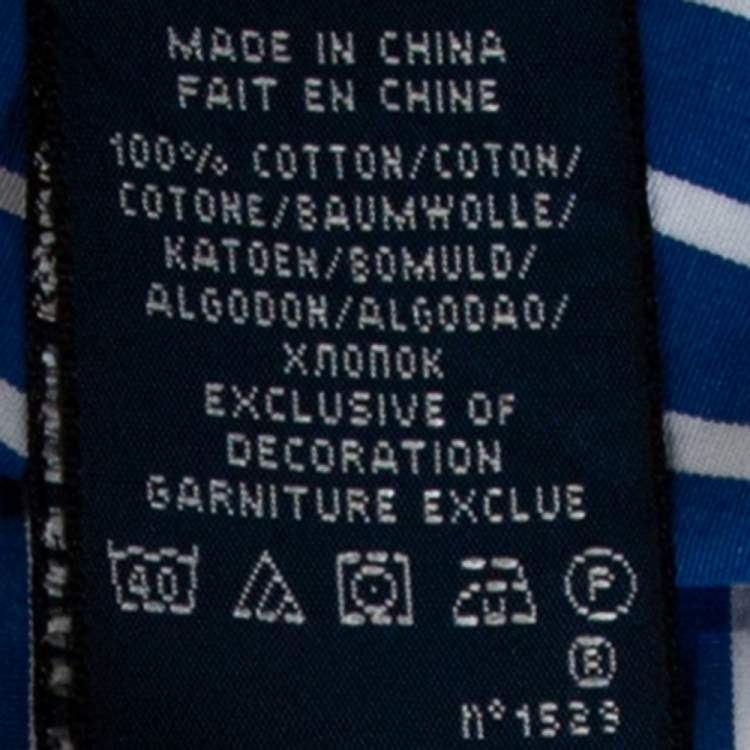 MADE IN CHINA
FAIT EN CHINE
100% COTTON/COTON/
COTONE/BAUMWOLLE/
KATOEN/BOMULD/
ALGODON/ALGODAO/
ХЛОПОК
EXCLUSIVE OF
DECORATION
GARNITURE EXCLUE
40 P
®
n°1529